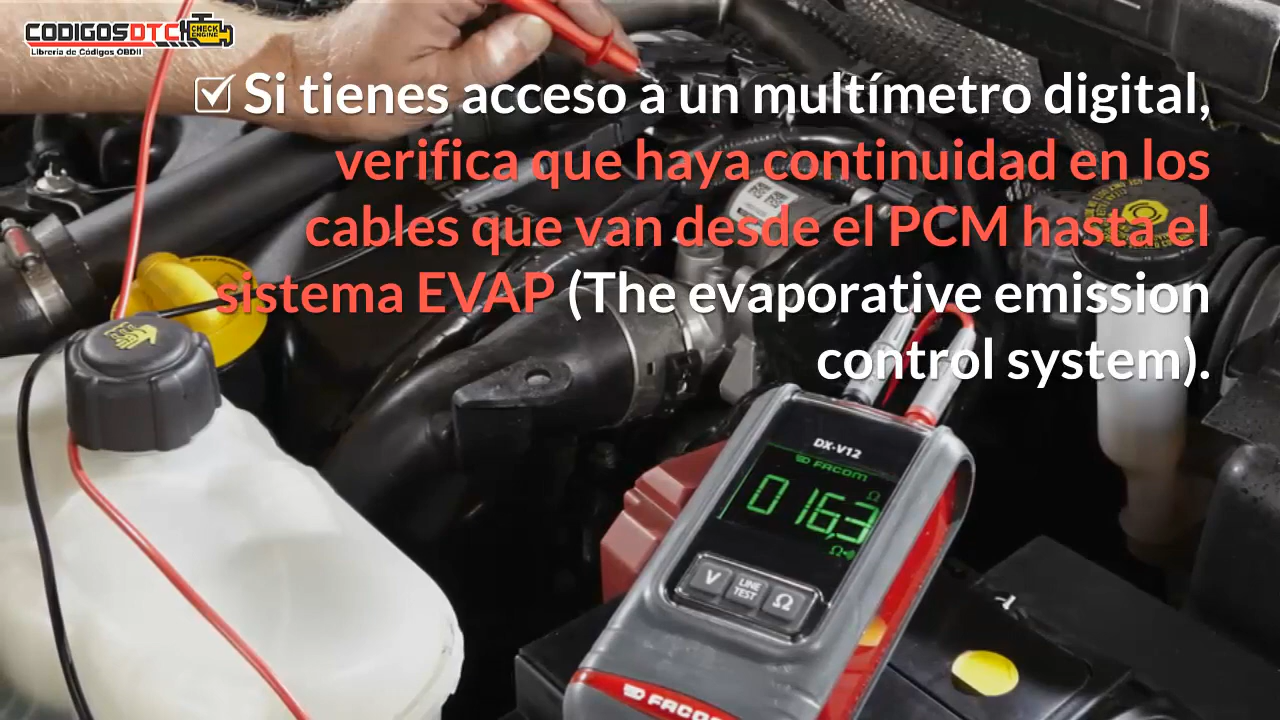 CODIGOSDTC
CHECK ENGINE
Librería de Códigos OBDII
☑ Si tienes acceso a un multímetro digital,
verifica que haya continuidad en los
cables que van desde el PCM hasta el
sistema EVAP (The evaporative emission
control system).
DX-V12
FACOM
016,3
Ω
V
LINE
TEST
Ω
FACOM